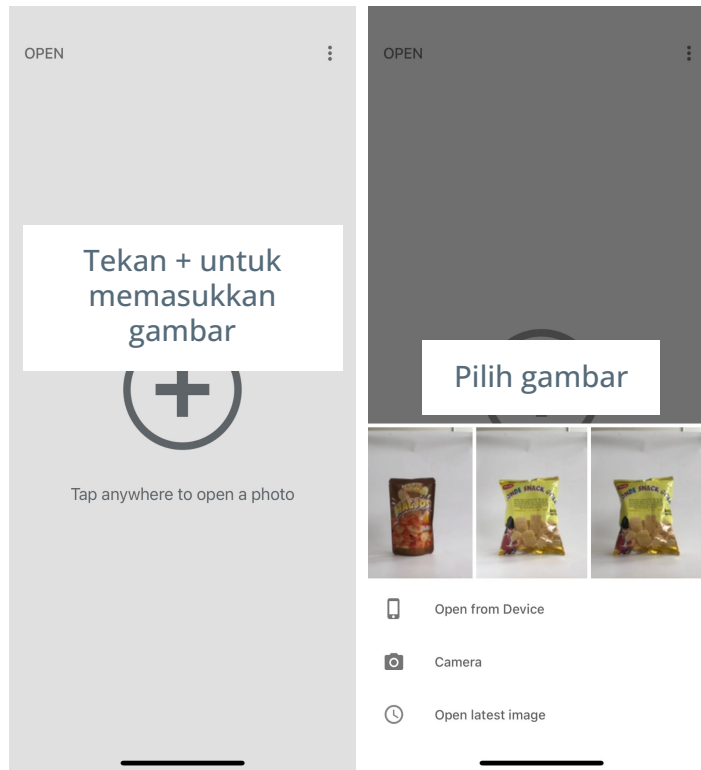 OPEN
Tekan + untuk
memasukkan
gambar
Tap anywhere to open a photo
OPEN
Pilih gambar
SNACK
Open from Device
Camera
Open latest image